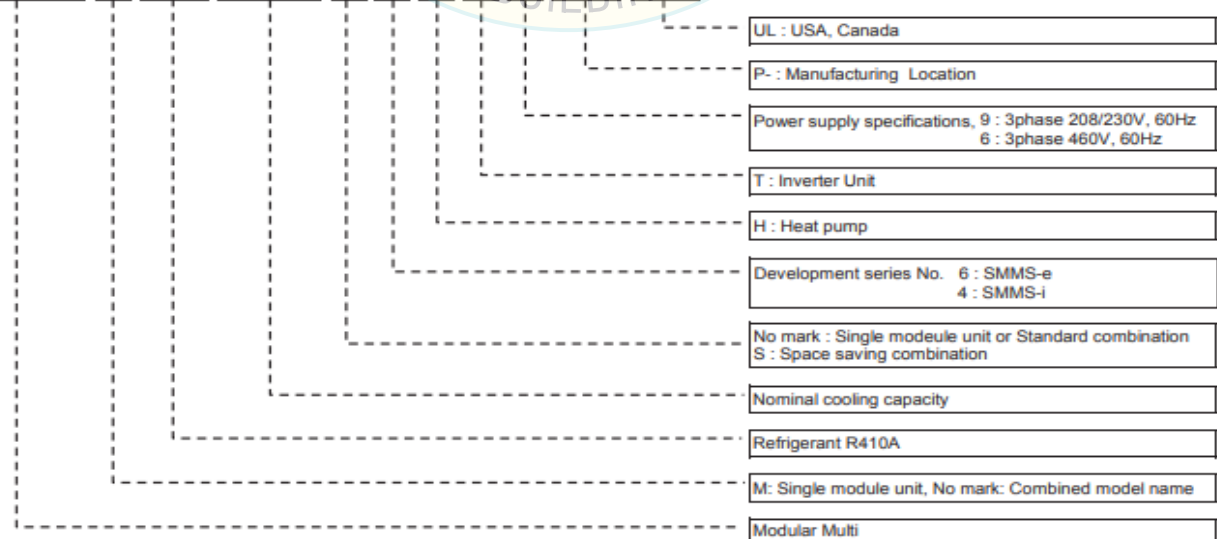 UL : USA, Canada
P- : Manufacturing Location
Power supply specifications, 9 : 3phase 208/230V, 60Hz
6 : 3phase 460V, 60Hz
T : Inverter Unit
H : Heat pump
Development series No. 6 : SMMS-e
4 : SMMS-i
No mark : Single modeule unit or Standard combination
S : Space saving combination
Nominal cooling capacity
Refrigerant R410A
M: Single module unit, No mark: Combined model name
Modular Multi